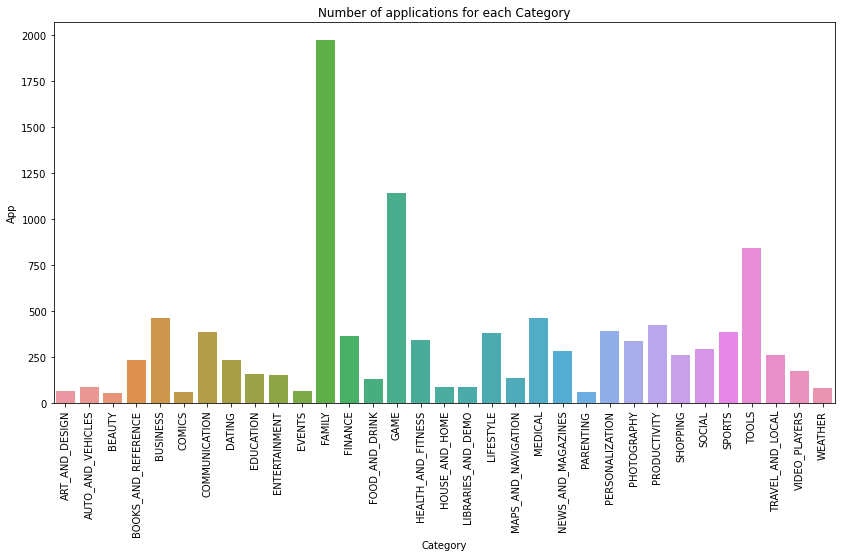 Number of applications for each Category
App
2000
1750
1500
1250
1000
750
500
250
0
ART_AND_DESIGN
AUTO_AND_VEHICLES
BEAUTY
BOOKS_AND_REFERENCE
BUSINESS
COMICS
COMMUNICATION
DATING
EDUCATION
ENTERTAINMENT
EVENTS
FAMILY
FINANCE
FOOD_AND_DRINK
GAME
HEALTH_AND_FITNESS
HOUSE_AND_HOME
LIBRARIES_AND_DEMO
LIFESTYLE
MAPS_AND_NAVIGATION
MEDICAL
NEWS_AND_MAGAZINES
PARENTING
PERSONALIZATION
PHOTOGRAPHY
PRODUCTIVITY
SHOPPING
SOCIAL
SPORTS
TOOLS
TRAVEL_AND_LOCAL
VIDEO_PLAYERS
WEATHER
Category